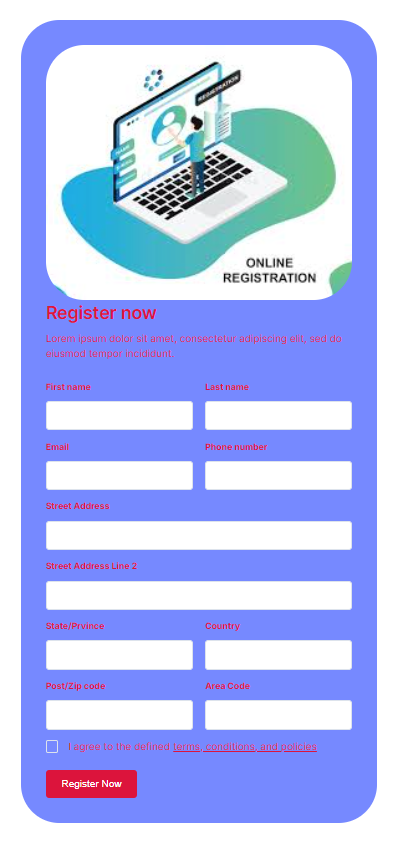 REGISTRATION
ONLINE
REGISTRATION
Register now
Lorem ipsum dolor sit amet, consectetur adipiscing elit, sed do
eiusmod tempor incididunt.
First name
Last name
Email
Phone number
Street Address
Street Address Line 2
State/Prvince
Country
Post/Zip code
Area Code
I agree to the defined terms, conditions, and policies
Register Now